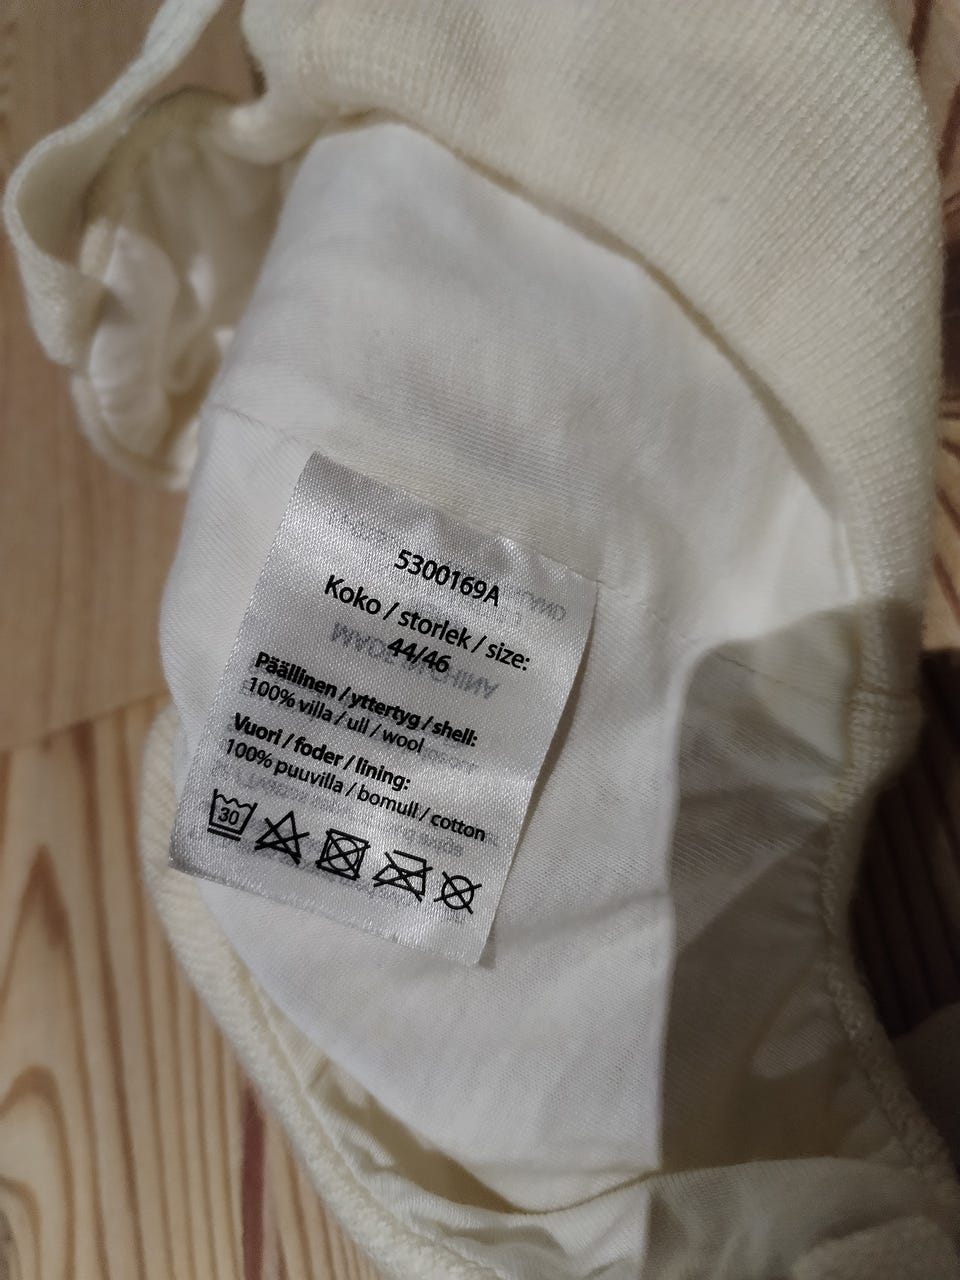 5300169A
Koko / storlek / size:
44/46
Päällinen / yttertyg / shell:
100% villa / ull / wool
Vuori / foder / lining:
100% puuvilla / bomull / cotton
30